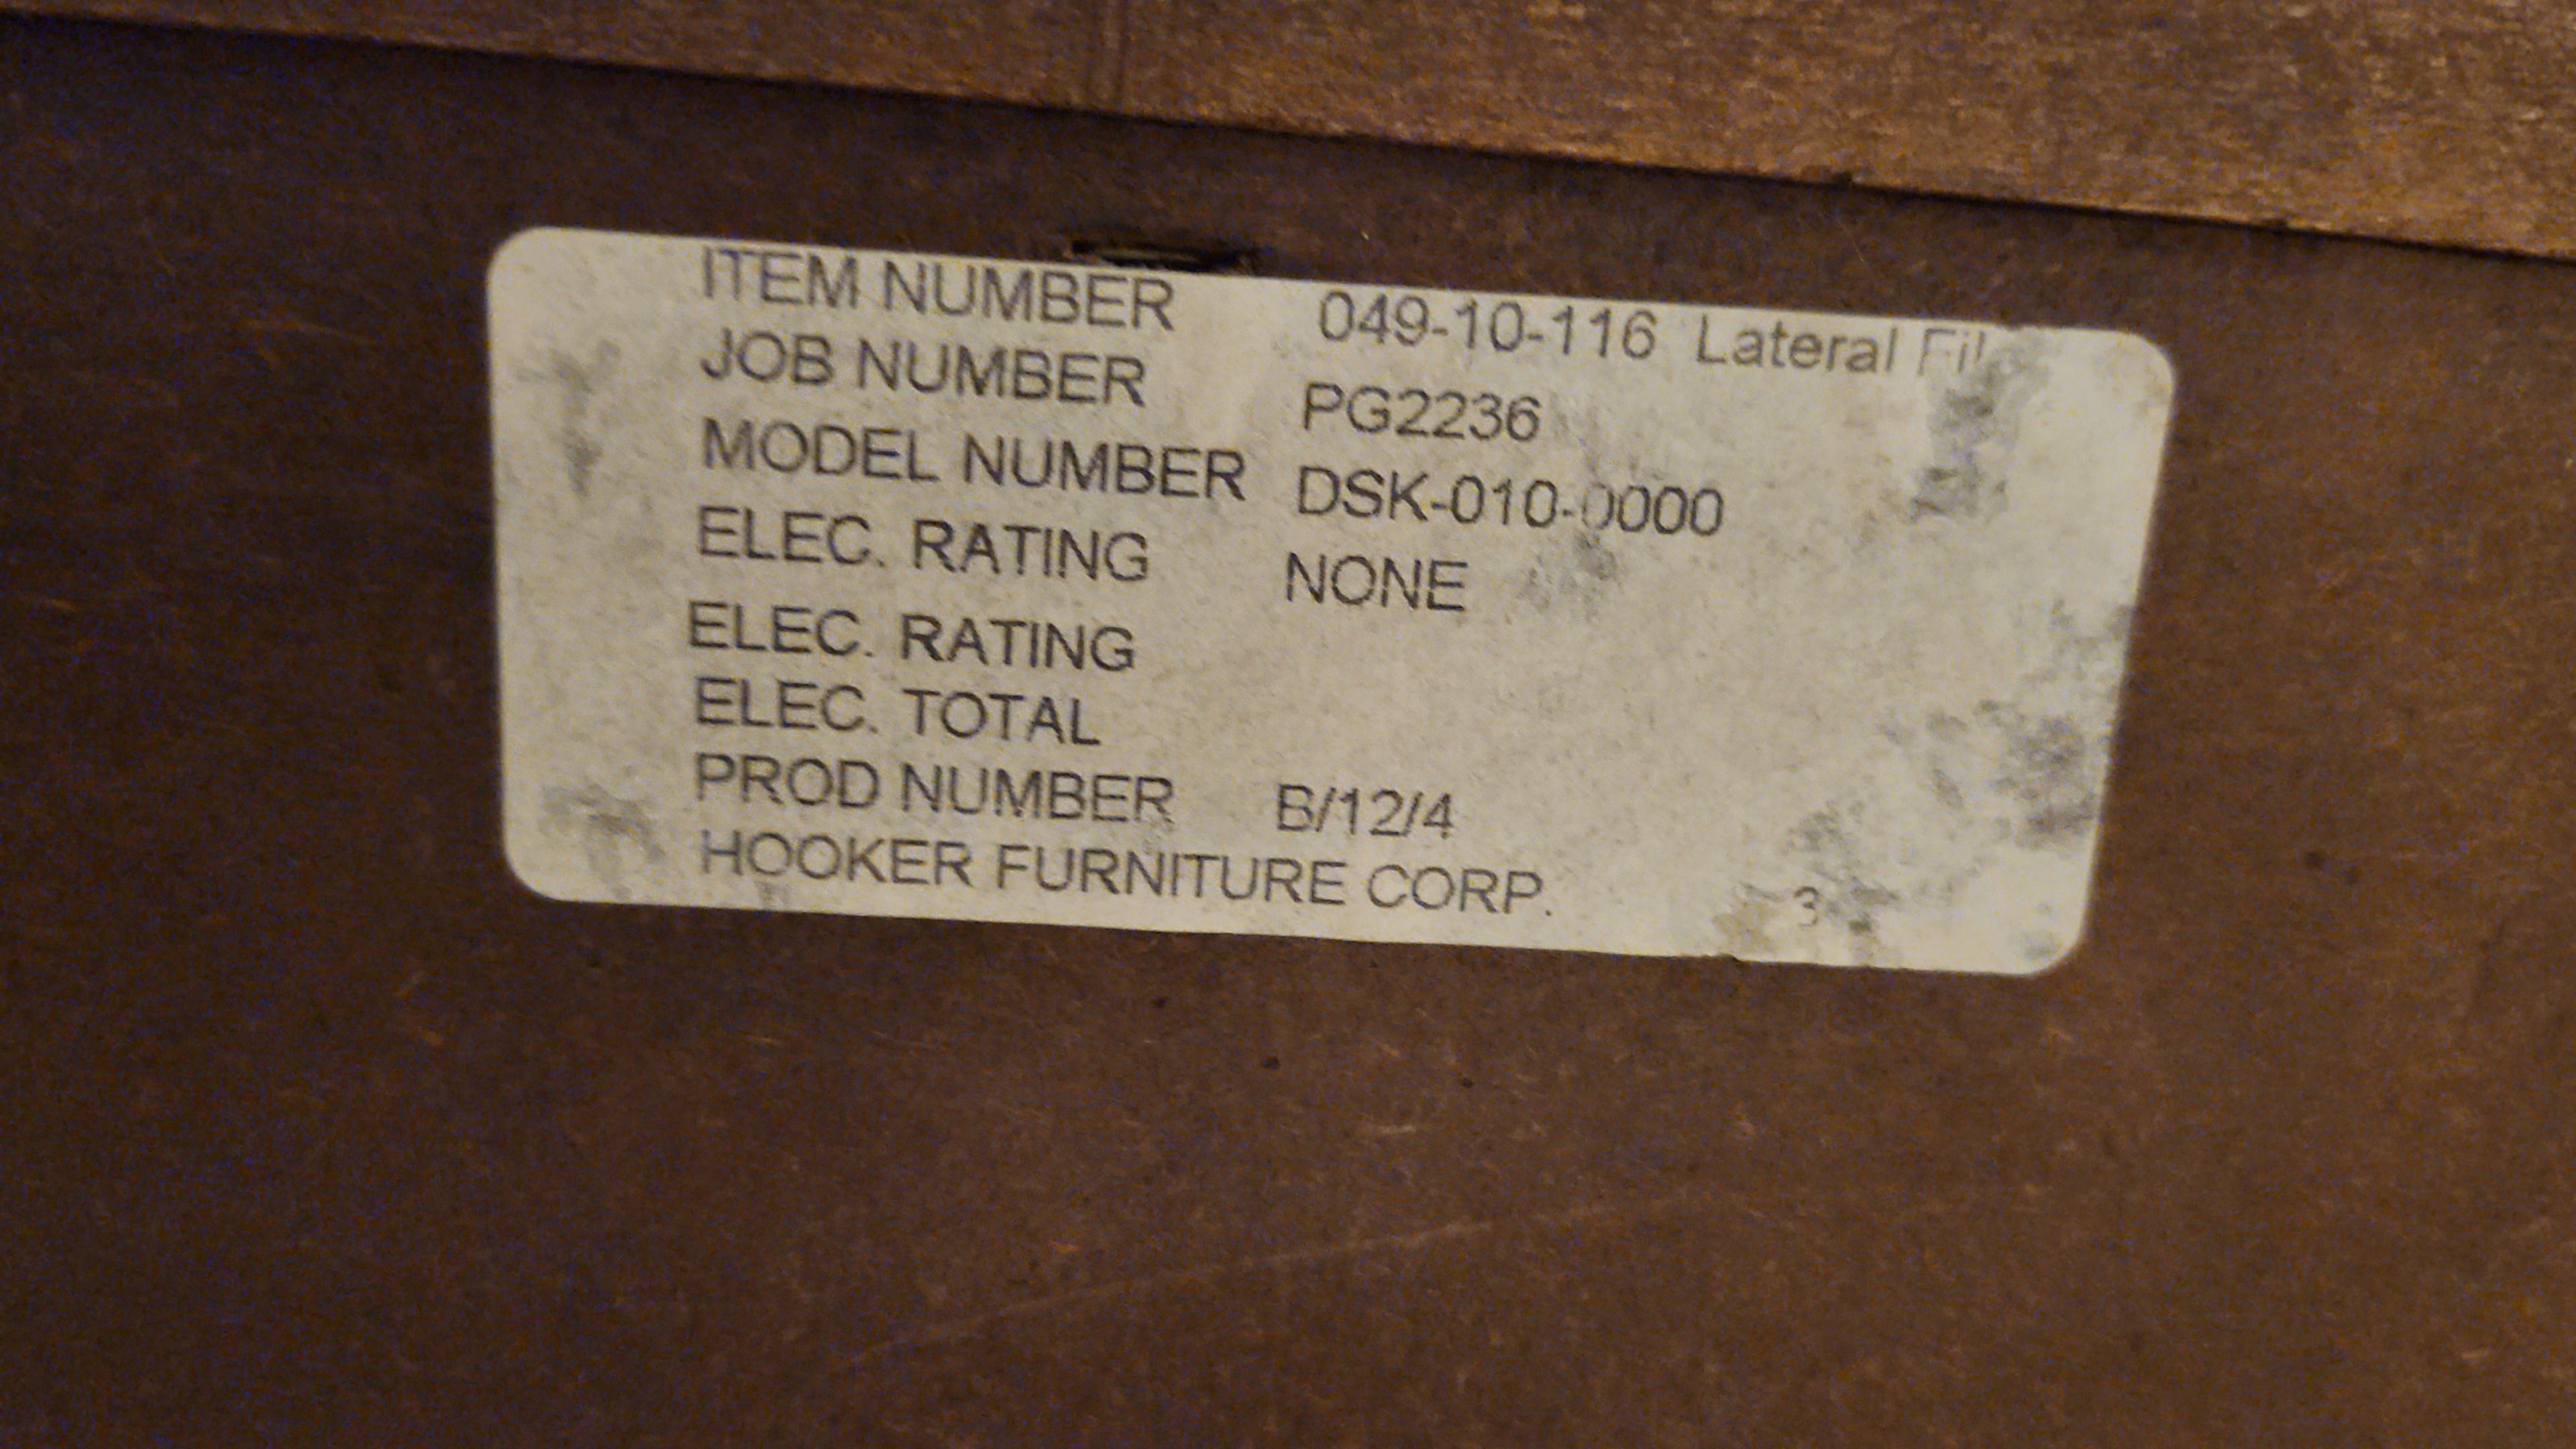 ITEM NUMBER 049-10-116 Lateral
JOB NUMBER PG2236
MODEL NUMBER DSK-010-0000
ELEC. RATING NONE
ELEC. RATING
ELEC. TOTAL
PROD NUMBER B/12/4
HOOKER FURNITURE CORP. 3